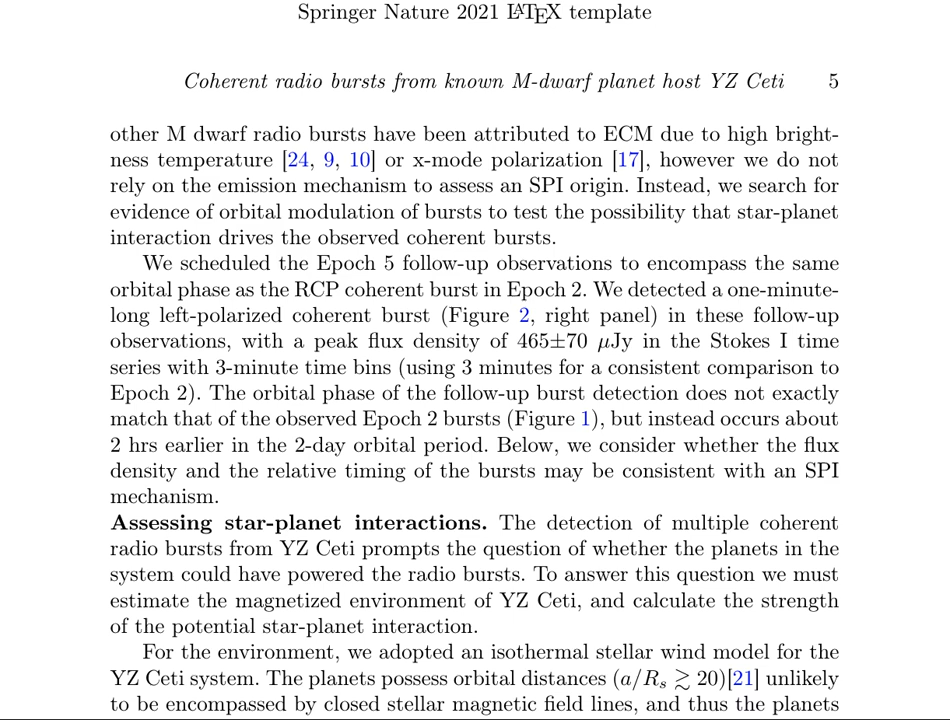 Springer Nature 2021 LATEX template
Coherent radio bursts from known M-dwarf planet host YZ Ceti 5
other M dwarf radio bursts have been attributed to ECM due to high bright-
ness temperature [24, 9, 10] or x-mode polarization [17], however we do not
rely on the emission mechanism to assess an SPI origin. Instead, we search for
evidence of orbital modulation of bursts to test the possibility that star-planet
interaction drives the observed coherent bursts.
We scheduled the Epoch 5 follow-up observations to encompass the same
orbital phase as the RCP coherent burst in Epoch 2. We detected a one-minute-
long left-polarized coherent burst (Figure 2, right panel) in these follow-up
observations, with a peak flux density of 465±70 μJy in the Stokes I time
series with 3-minute time bins (using 3 minutes for a consistent comparison to
Epoch 2). The orbital phase of the follow-up burst detection does not exactly
match that of the observed Epoch 2 bursts (Figure 1), but instead occurs about
2 hrs earlier in the 2-day orbital period. Below, we consider whether the flux
density and the relative timing of the bursts may be consistent with an SPI
mechanism.
Assessing star-planet interactions. The detection of multiple coherent
radio bursts from YZ Ceti prompts the question of whether the planets in the
system could have powered the radio bursts. To answer this question we must
estimate the magnetized environment of YZ Ceti, and calculate the strength
of the potential star-planet interaction.
For the environment, we adopted an isothermal stellar wind model for the
YZ Ceti system. The planets possess orbital distances (a/Rs ≳ 20)[21] unlikely
to be encompassed by closed stellar magnetic field lines, and thus the planets